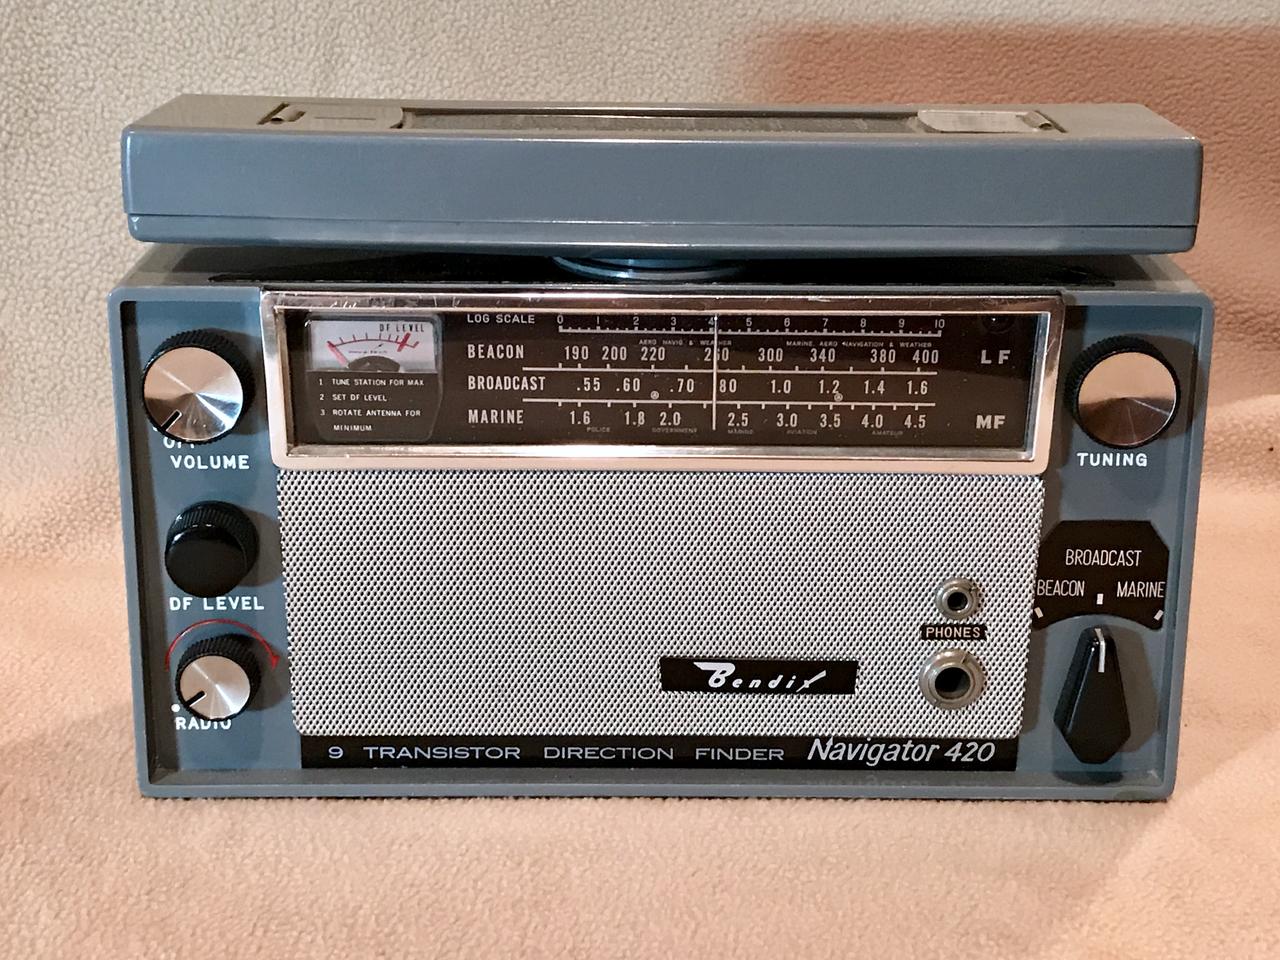 DF LEVEL
1 TUNE STATION FOR MAX
2 SET DF LEVEL
3 ROTATE ANTENNA FOR
MINIMUM
LOG SCALE 0 1 2 3 4 5 6 7 8 9 10
AERO NAVIG & WEATHER MARINE, AERO NAVIGATION & WEATHER
BEACON 190 200 220 300 340 380 400 LF
BROADCAST .55 .60 .70 80 1.0 1.2 1.4 1.6
MARINE 1.6 1.8 2.0 2.5 3.0 3.5 4.0 4.5 MF
POLICE GOVERNMENT MARINE AVIATION AMATEUR
VOLUME
TUNING
DF LEVEL
RADIO
BROADCAST
BEACON MARINE
PHONES
Bendix
9 TRANSISTOR DIRECTION FINDER Navigator 420